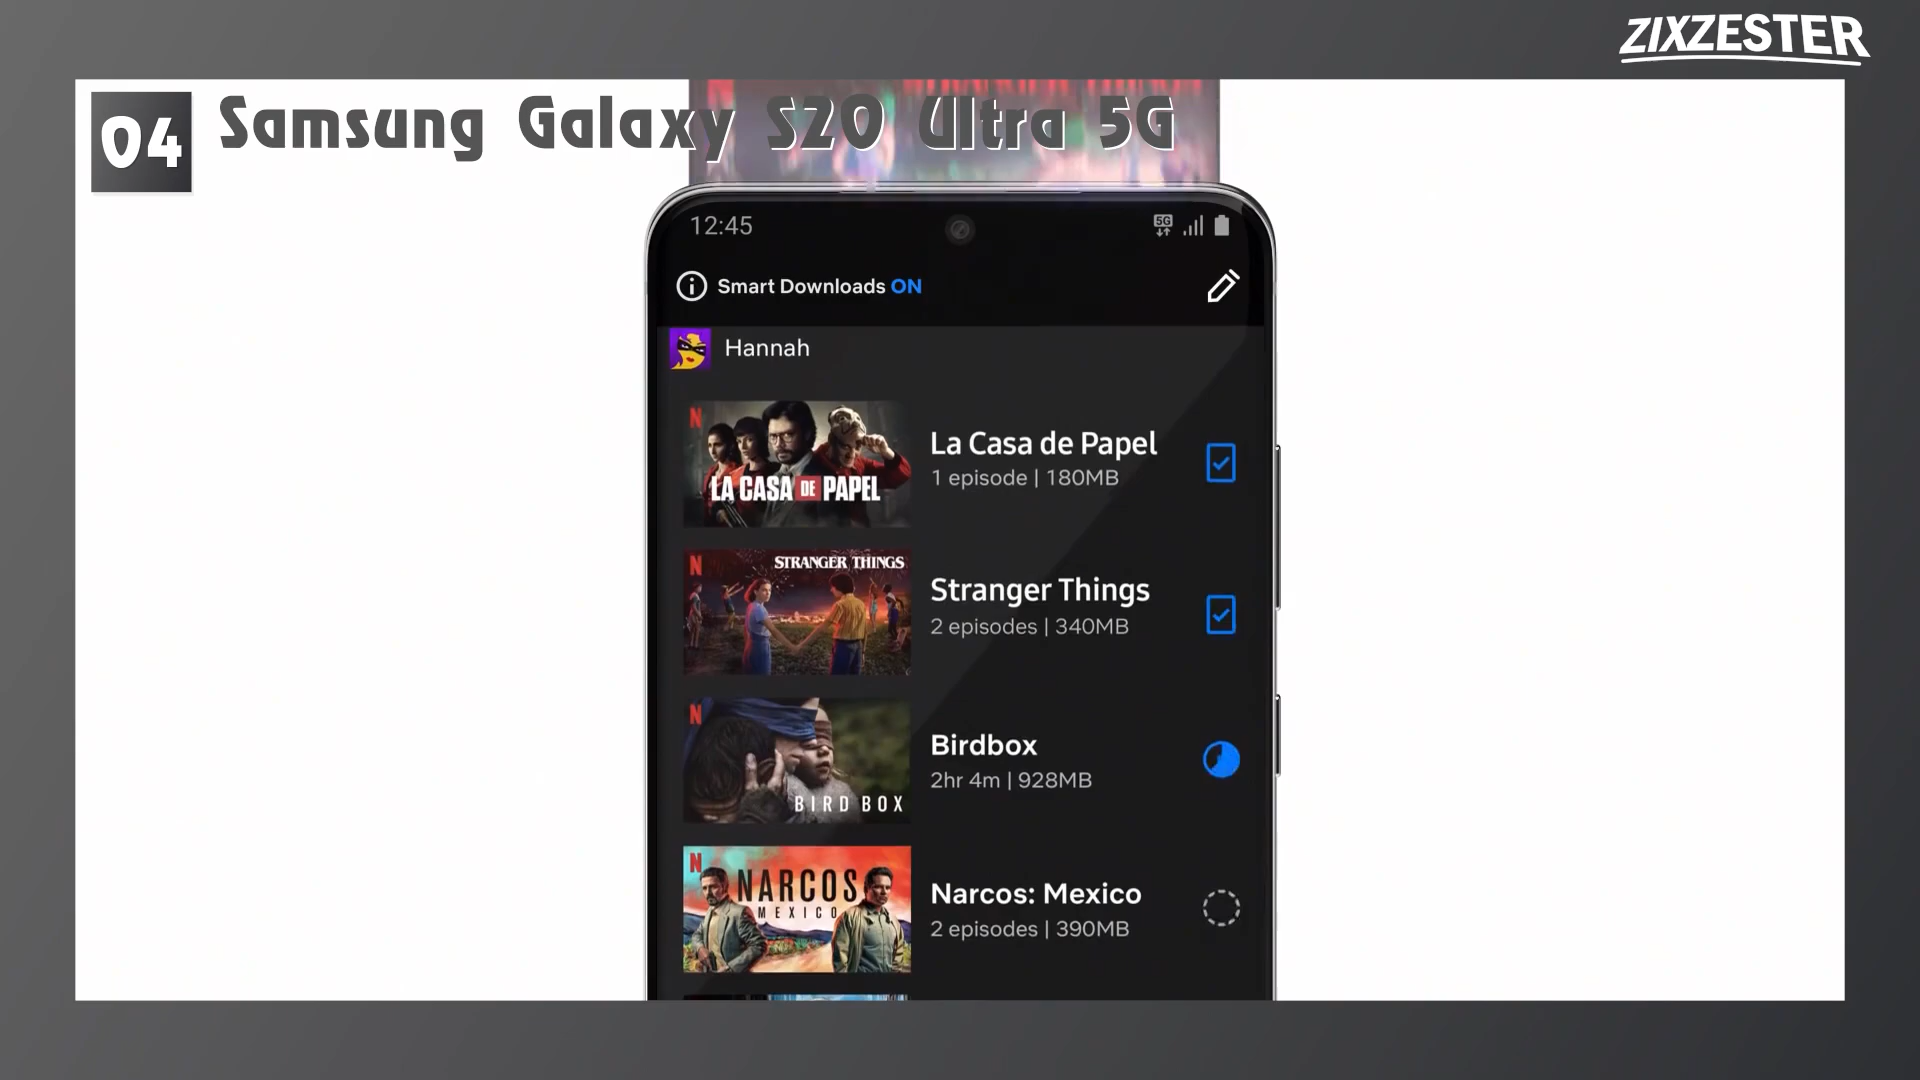 ZIXZESTER
04
Samsung Galaxy S20 Ultra 5G
12:45
5G
Smart Downloads ON
Hannah
N
LA CASA DE PAPEL
La Casa de Papel
1 episode | 180MB
N
STRANGER THINGS
Stranger Things
2 episodes | 340MB
N
BIRD BOX
Birdbox
2hr 4m | 928MB
N
NARCOS
MEXICO
Narcos: Mexico
2 episodes | 390MB